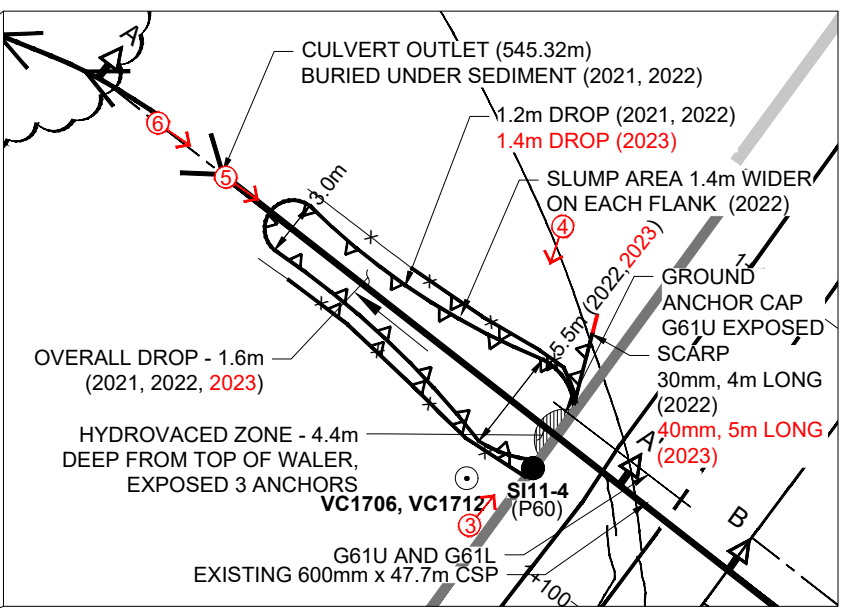 A
CULVERT OUTLET (545.32m)
BURIED UNDER SEDIMENT (2021, 2022)
6
1.2m DROP (2021, 2022)
1.4m DROP (2023)
5
3.0m
SLUMP AREA 1.4m WIDER
ON EACH FLANK (2022)
4
5.5m (2022, 2023)
GROUND
ANCHOR CAP
G61U EXPOSED
SCARP
30mm, 4m LONG
(2022)
40mm, 5m LONG
(2023)
OVERALL DROP - 1.6m
(2021, 2022, 2023)
HYDROVACED ZONE - 4.4m
DEEP FROM TOP OF WALER,
EXPOSED 3 ANCHORS
VC1706, VC1712
SI11-4
(P60)
3
A'
B
G61U AND G61L
EXISTING 600mm x 47.7m CSP
1+100